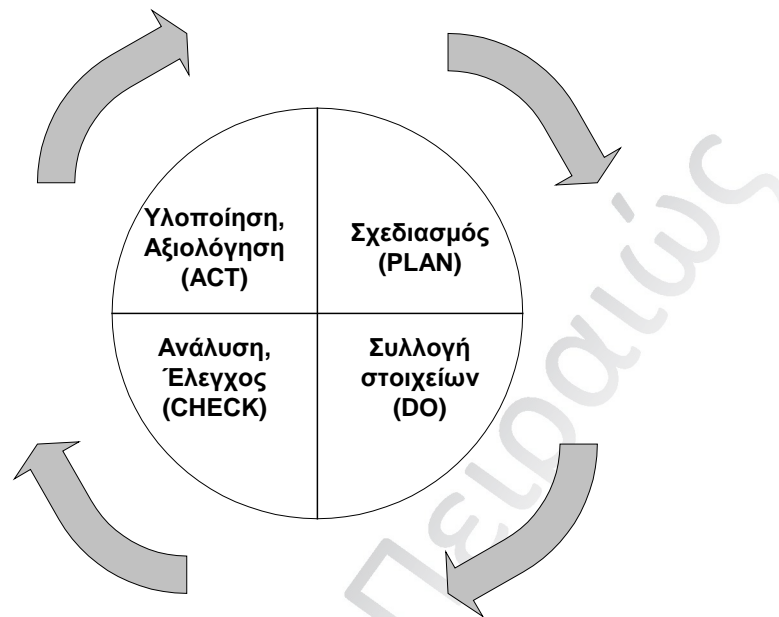 Υλοποίηση,
Αξιολόγηση
(ACT)
Σχεδιασμός
(PLAN)
Ανάλυση,
Έλεγχος
(CHECK)
Συλλογή
στοιχείων
(DO)
Πειραιώς